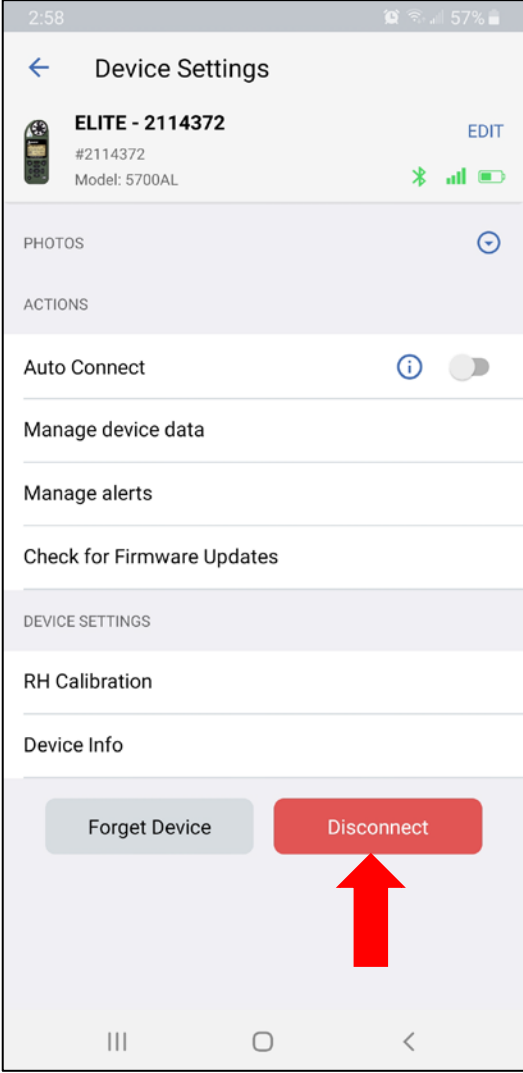 2:58
57%
Device Settings
ELITE - 2114372
EDIT
#2114372
Model: 5700AL
PHOTOS
ACTIONS
Auto Connect
Manage device data
Manage alerts
Check for Firmware Updates
DEVICE SETTINGS
RH Calibration
Device Info
Forget Device
Disconnect